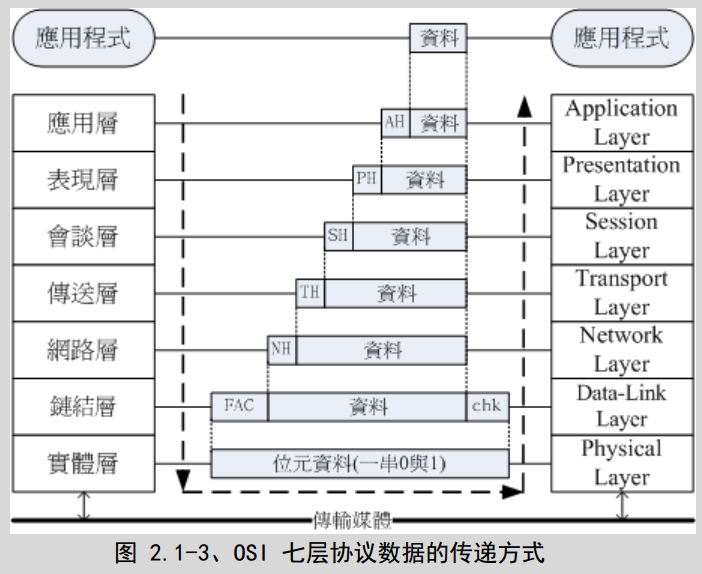 應用程式 資料 應用程式
應用層 AH 資料 Application
Layer
表現層 PH 資料 Presentation
Layer
會談層 SH 資料 Session
Layer
傳送層 TH 資料 Transport
Layer
網路層 NH 資料 Network
Layer
鏈結層 FAC 資料 chk Data-Link
Layer
實體層 位元資料(一串0與1) Physical
Layer
傳輸媒體
图 2.1-3、OSI 七层协议数据的传递方式